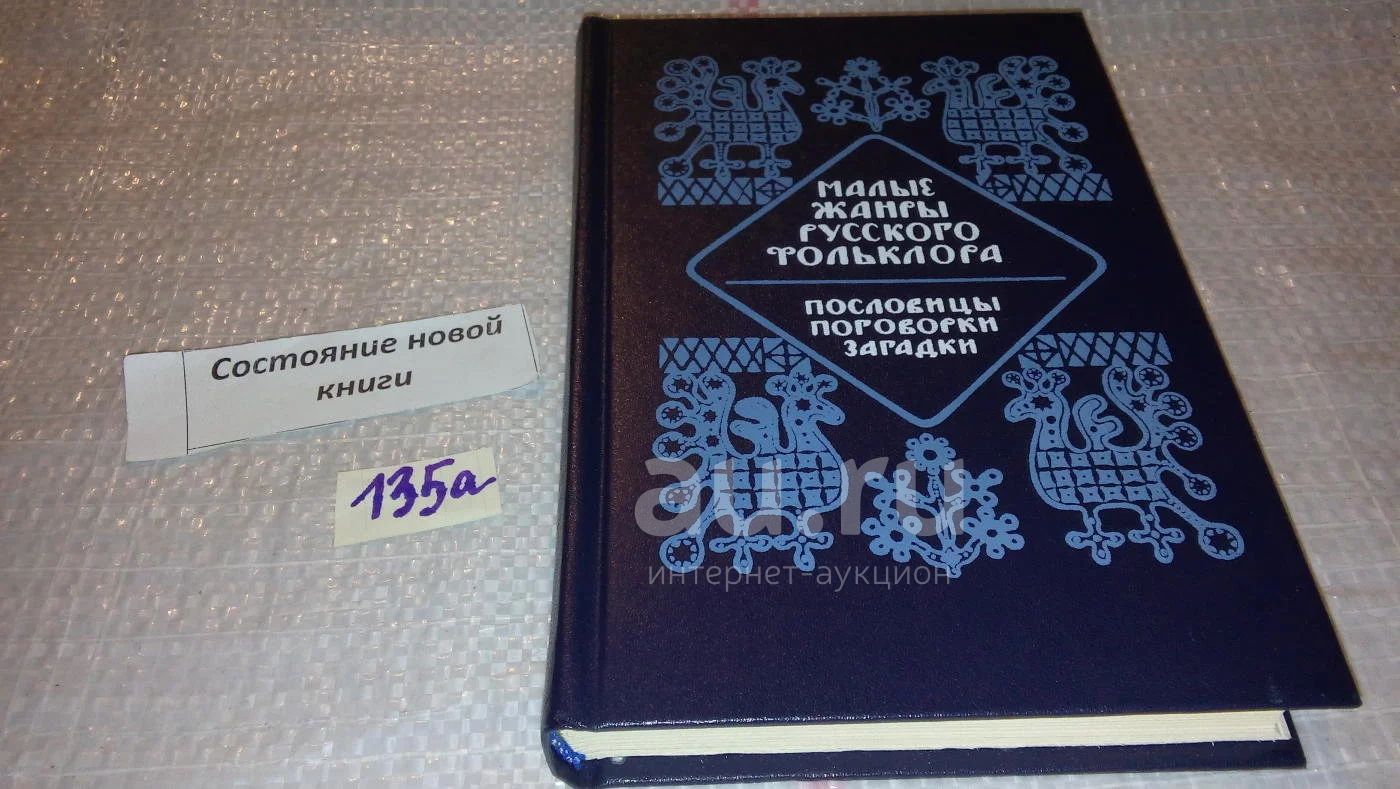 МАЛЫЕ
ЖАНРЫ
РУССКОГО
ФОЛЬКЛОРА
ПОСЛОВИЦЫ
ПОГОВОРКИ
ЗАГАДКИ
Состояние новой
книги
135а
au.ru
интернет-аукцион